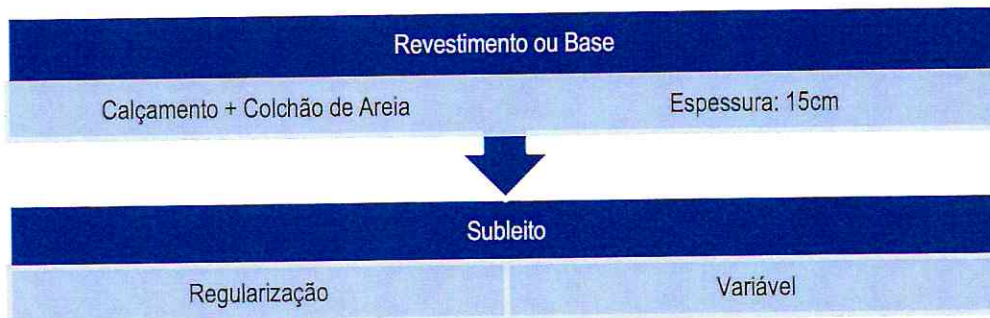 Revestimento ou Base
Calçamento + Colchão de Areia
Espessura: 15cm
Subleito
Regularização
Variável